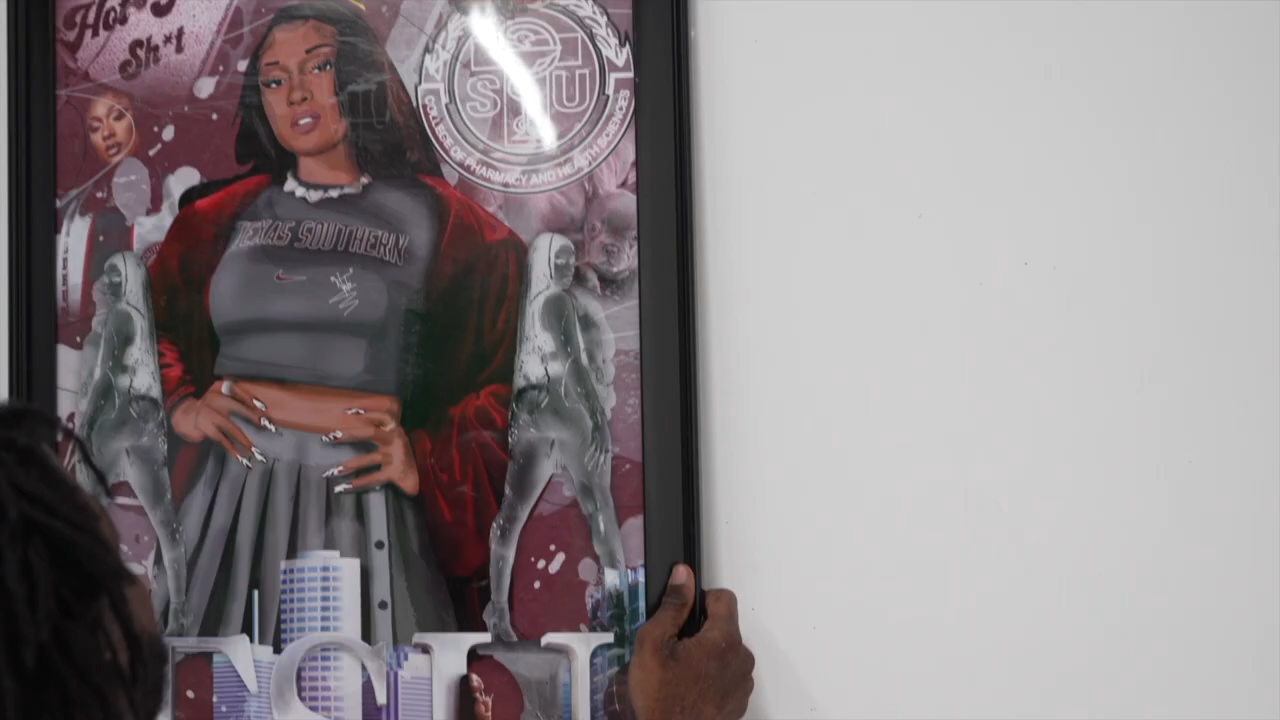 Sh*t
S U
COLLEGE OF PHARMACY AND HEALTH SCIENCES
TEXAS SOUTHERN
TSU